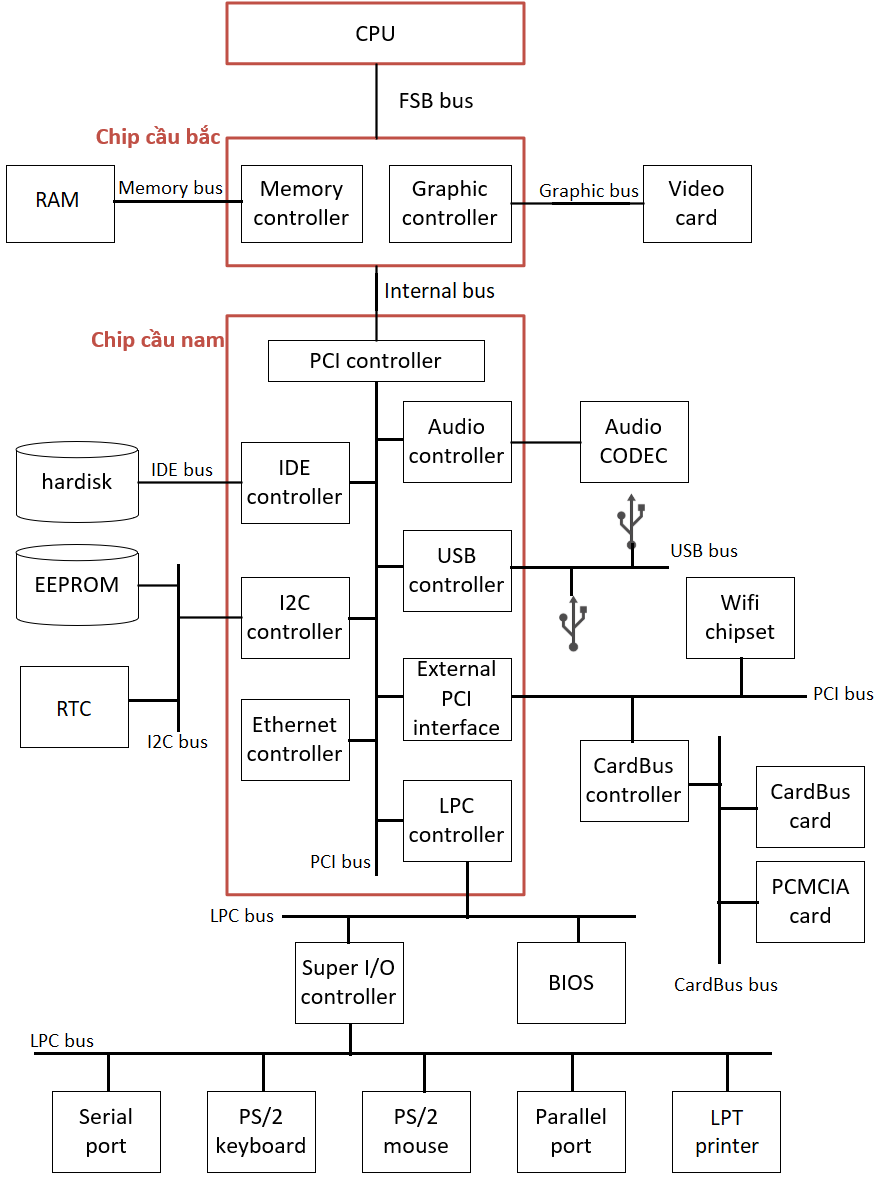 CPU
FSB bus
Chip cầu bắc
RAM
Memory bus
Memory
controller
Graphic
controller
Graphic bus
Video
card
Internal bus
Chip cầu nam
PCI controller
Audio
controller
Audio
CODEC
hardisk
IDE bus
IDE
controller
USB
controller
USB bus
EEPROM
I2C
controller
Wifi
chipset
RTC
I2C bus
External
PCI
interface
PCI bus
Ethernet
controller
CardBus
controller
CardBus
card
LPC
controller
PCI bus
PCMCIA
card
LPC bus
CardBus bus
Super I/O
controller
BIOS
LPC bus
Serial
port
PS/2
keyboard
PS/2
mouse
Parallel
port
LPT
printer